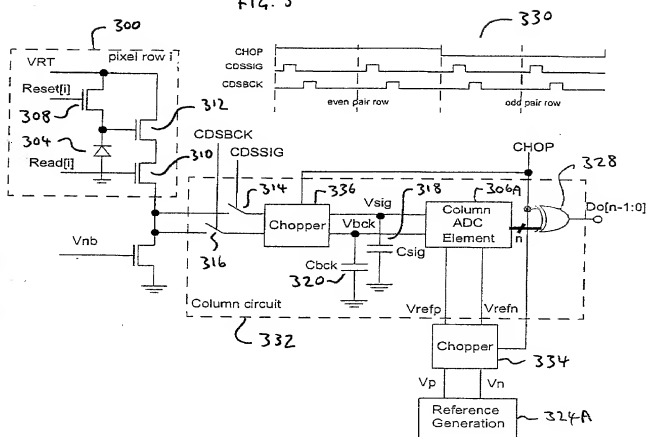 FIG. 5
300
330
pixel row i
VRT
Reset[i]
308
312
304
310
Read[i]
CHOP
CDSSIG
CDSBCK
even pair row
odd pair row
CDSBCK
CDSSIG
CHOP
328
314
336
Vsig
318
306A
Chopper
Vbck
Column
ADC
Element
n
Do[n-1:0]
316
Vnb
Cbck
320
Csig
Column circuit
332
Vrefp
Vrefn
Chopper
334
Vp
Vn
Reference
Generation
324A